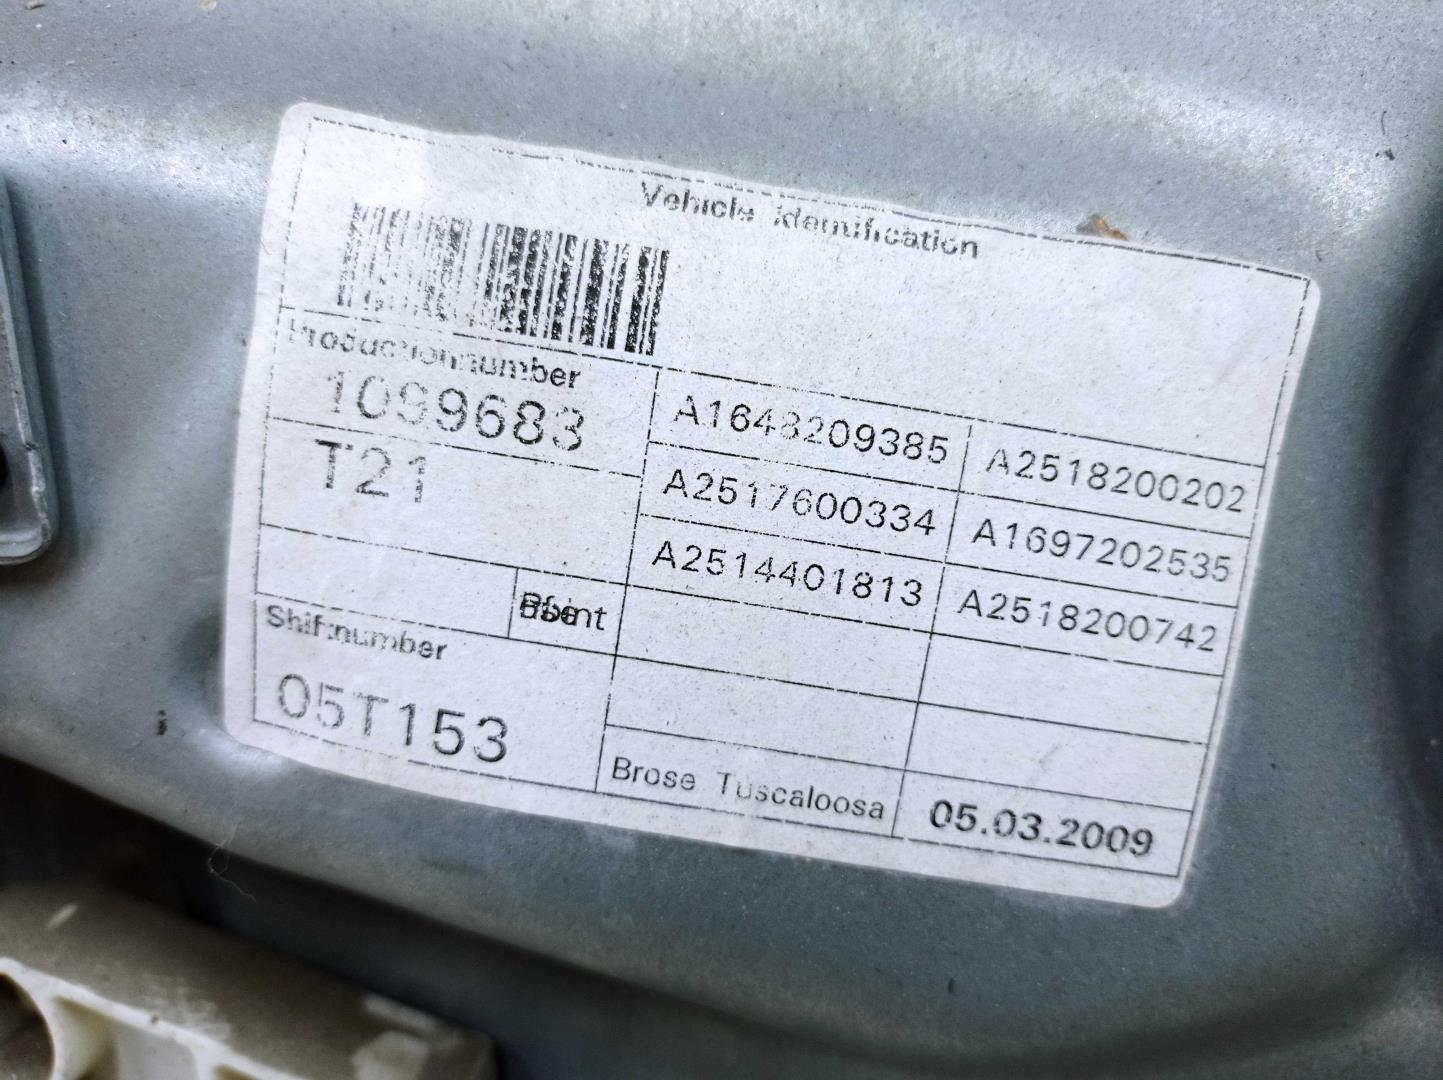 Vehicle identification
Productionnumber
1099683
T21
A1648209385 A2518200202
A2517600334 A1697202535
A2514401813 A2518200742
Shiftnumber
05T153
Brose Tuscaloosa
05.03.2009